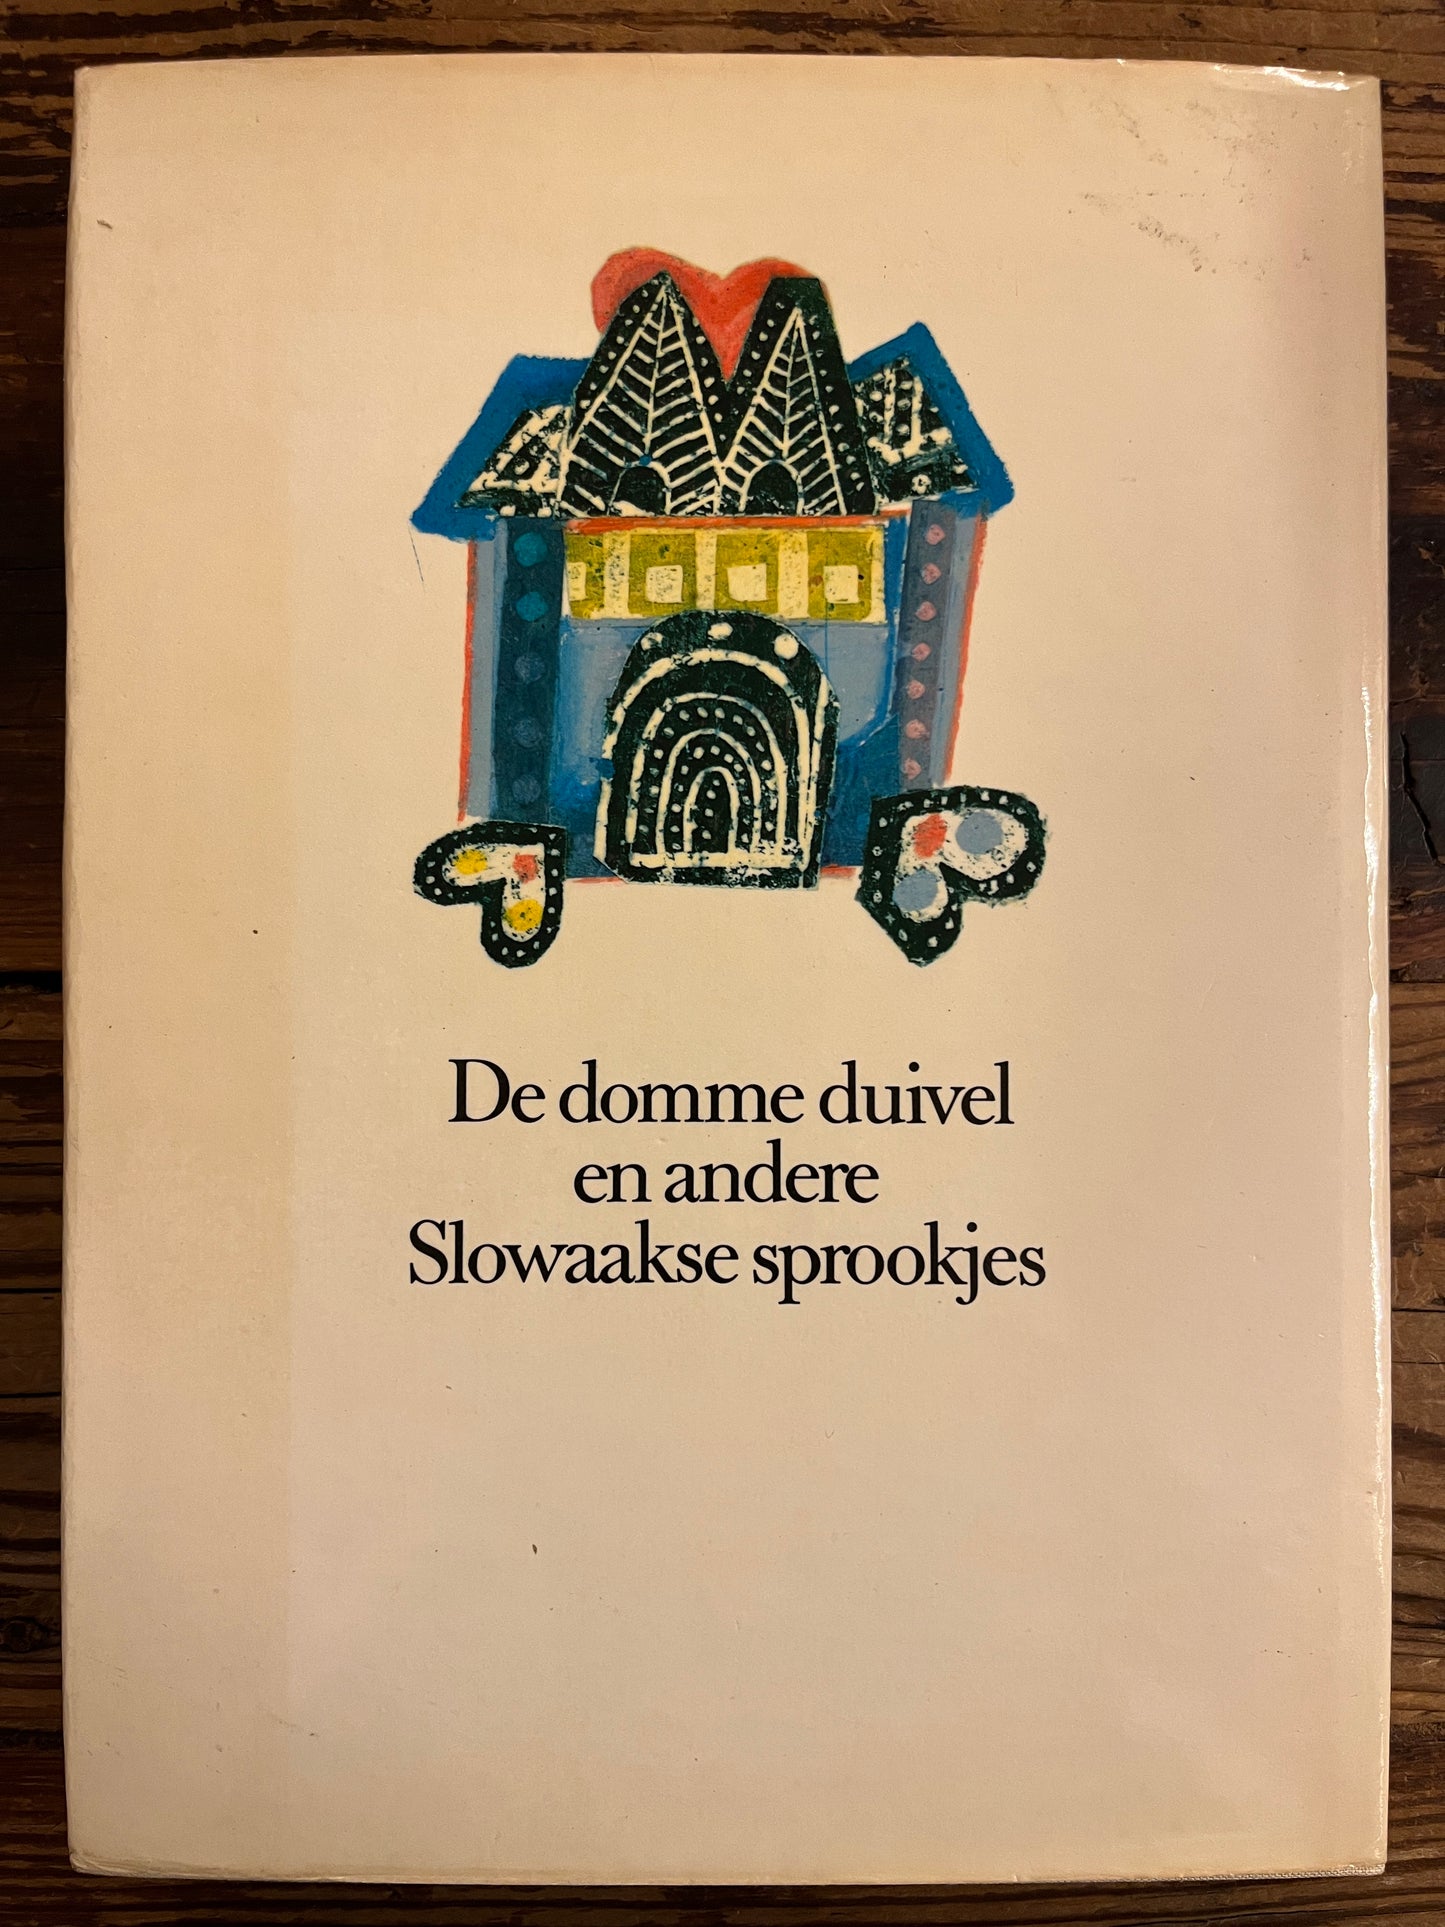 De domme duivel
en andere
Slowaakse sprookjes